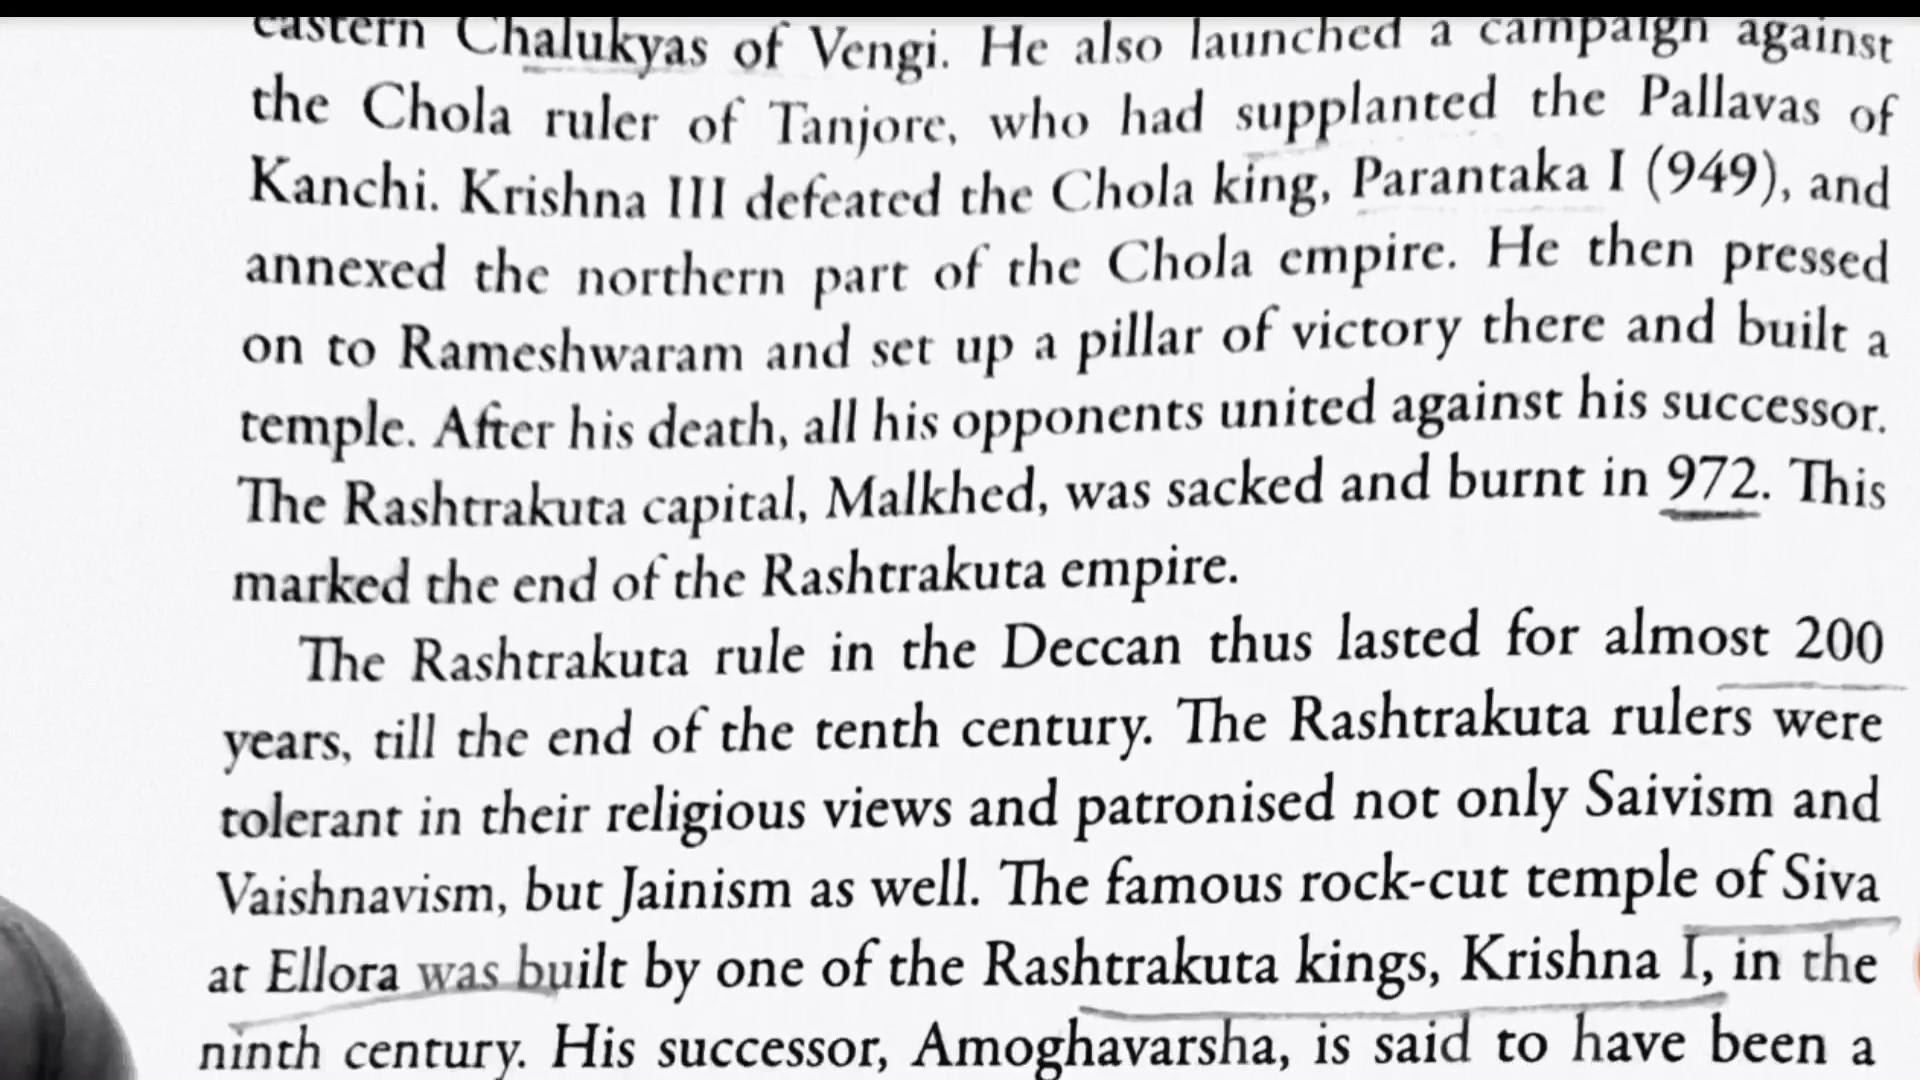 eastern Chalukyas of Vengi. He also launched a campaign against
the Chola ruler of Tanjore, who had supplanted the Pallavas of
Kanchi. Krishna III defeated the Chola king, Parantaka I (949), and
annexed the northern part of the Chola empire. He then pressed
on to Rameshwaram and set up a pillar of victory there and built a
temple. After his death, all his opponents united against his successor.
The Rashtrakuta capital, Malkhed, was sacked and burnt in 972. This
marked the end of the Rashtrakuta empire.
The Rashtrakuta rule in the Deccan thus lasted for almost 200
years, till the end of the tenth century. The Rashtrakuta rulers were
tolerant in their religious views and patronised not only Saivism and
Vaishnavism, but Jainism as well. The famous rock-cut temple of Siva
at Ellora was built by one of the Rashtrakuta kings, Krishna I, in the
ninth century. His successor, Amoghavarsha, is said to have been a